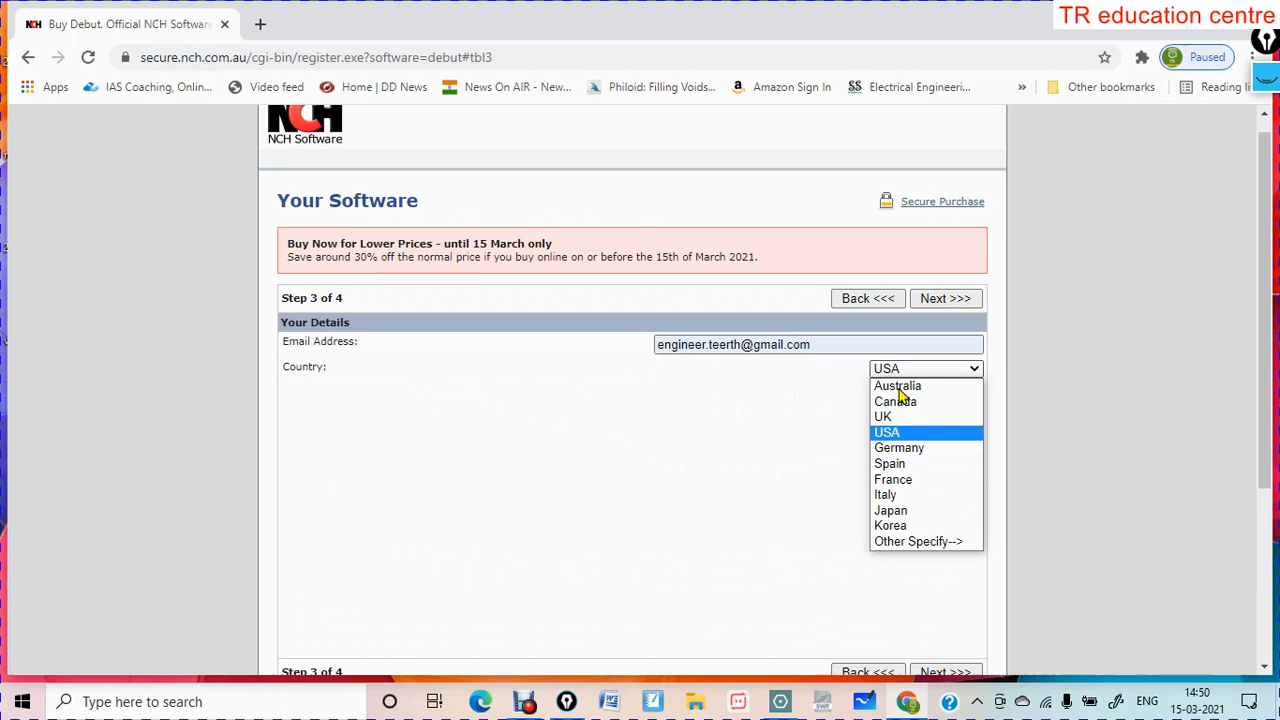 TR education centre
NCH Buy Debut. Official NCH Software
secure.nch.com.au/cgi-bin/register.exe?software=debut#tbl3
Paused
Apps
IAS Coaching, Onlin...
Video feed
Home | DD News
News On AIR - New...
Philoid: Filling Voids...
Amazon Sign In
SS Electrical Engineeri...
»
Other bookmarks
Reading
NCH
NCH Software
Your Software
Secure Purchase
Buy Now for Lower Prices - until 15 March only
Save around 30% off the normal price if you buy online on or before the 15th of March 2021.
Step 3 of 4
Back <<<
Next >>>
Your Details
Email Address:
engineer.teerth@gmail.com
Country:
USA
Australia
Canada
UK
USA
Germany
Spain
France
Italy
Japan
Korea
Other Specify-->
Step 3 of 4
Back <<<
Next >>>
Type here to search
ENG
14:50
15-03-2021